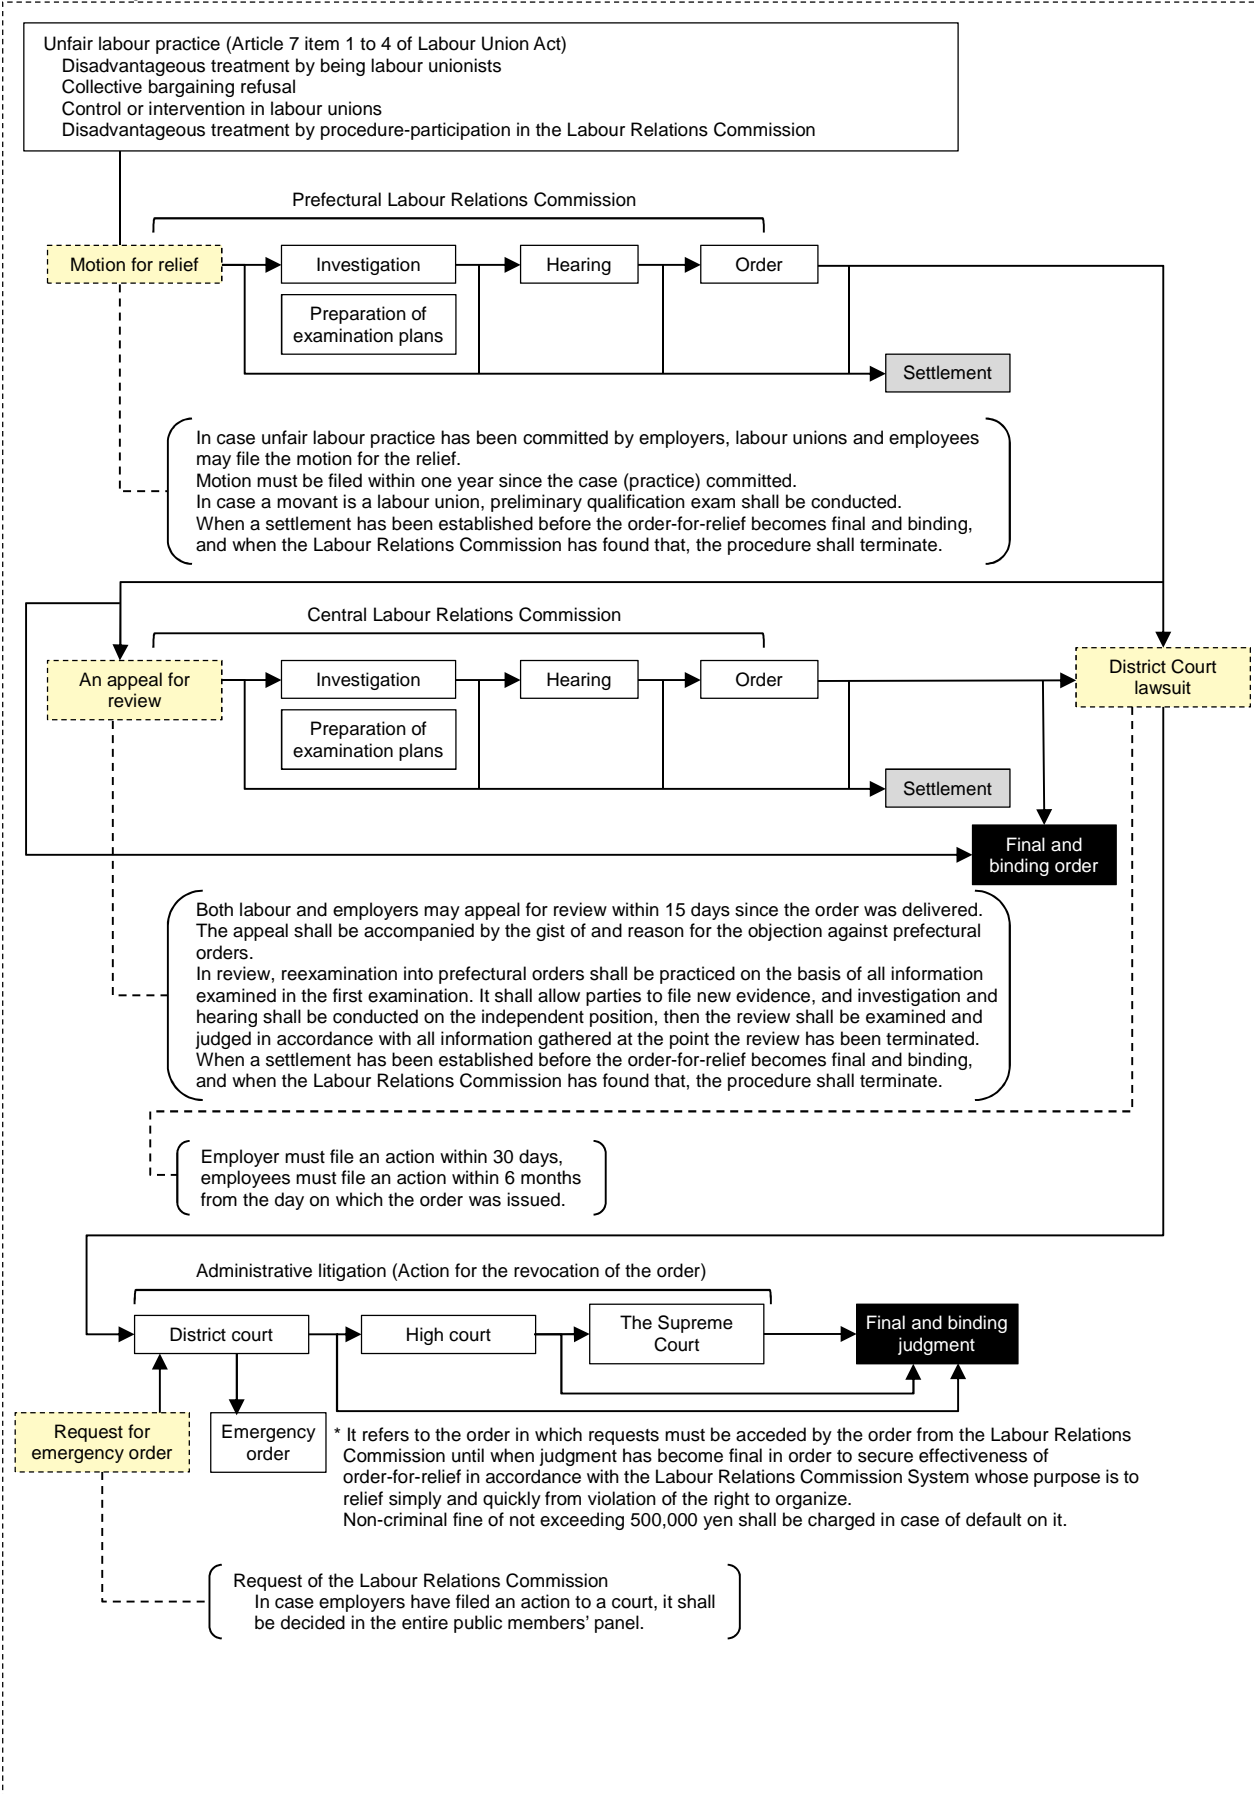 Unfair labour practice (Article 7 item 1 to 4 of Labour Union Act)
Disadvantageous treatment by being labour unionists
Collective bargaining refusal
Control or intervention in labour unions
Disadvantageous treatment by procedure-participation in the Labour Relations Commission
Prefectural Labour Relations Commission
Motion for relief
Investigation
Hearing
Order
Preparation of
examination plans
Settlement
In case unfair labour practice has been committed by employers, labour unions and employees
may file the motion for the relief.
Motion must be filed within one year since the case (practice) committed.
In case a movant is a labour union, preliminary qualification exam shall be conducted.
When a settlement has been established before the order-for-relief becomes final and binding,
and when the Labour Relations Commission has found that, the procedure shall terminate.
Central Labour Relations Commission
An appeal for
review
Investigation
Hearing
Order
District Court
lawsuit
Preparation of
examination plans
Settlement
Final and
binding order
Both labour and employers may appeal for review within 15 days since the order was delivered.
The appeal shall be accompanied by the gist of and reason for the objection against prefectural
orders.
In review, reexamination into prefectural orders shall be practiced on the basis of all information
examined in the first examination. It shall allow parties to file new evidence, and investigation and
hearing shall be conducted on the independent position, then the review shall be examined and
judged in accordance with all information gathered at the point the review has been terminated.
When a settlement has been established before the order-for-relief becomes final and binding,
and when the Labour Relations Commission has found that, the procedure shall terminate.
Employer must file an action within 30 days,
employees must file an action within 6 months
from the day on which the order was issued.
Administrative litigation (Action for the revocation of the order)
District court
High court
The Supreme
Court
Final and binding
judgment
Request for
emergency order
Emergency
order
* It refers to the order in which requests must be acceded by the order from the Labour Relations
Commission until when judgment has become final in order to secure effectiveness of
order-for-relief in accordance with the Labour Relations Commission System whose purpose is to
relief simply and quickly from violation of the right to organize.
Non-criminal fine of not exceeding 500,000 yen shall be charged in case of default on it.
Request of the Labour Relations Commission
In case employers have filed an action to a court, it shall
be decided in the entire public members’ panel.